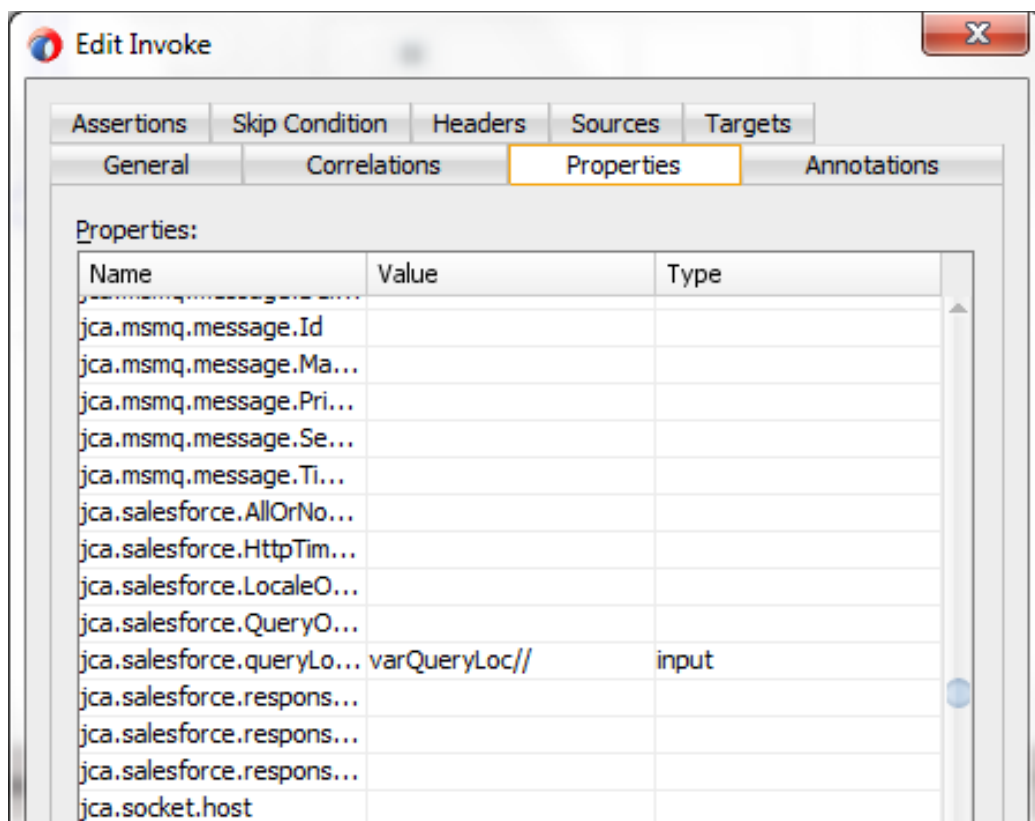 Edit Invoke
Assertions Skip Condition Headers Sources Targets
General Correlations Properties Annotations
Properties:
Name Value Type
jca.msmq.message.Id
jca.msmq.message.Ma...
jca.msmq.message.Pri...
jca.msmq.message.Se...
jca.msmq.message.Ti...
jca.salesforce.AllOrNo...
jca.salesforce.HttpTim...
jca.salesforce.LocaleO...
jca.salesforce.QueryO...
jca.salesforce.queryLo... varQueryLoc// input
jca.salesforce.respons...
jca.salesforce.respons...
jca.salesforce.respons...
jca.socket.host